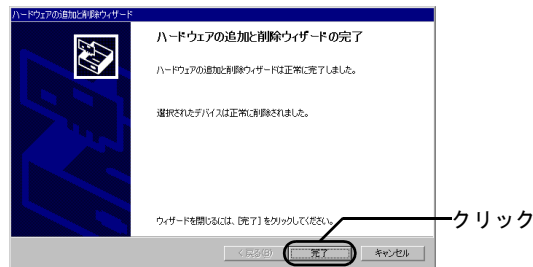 ハードウェアの追加と削除ウィザード
ハードウェアの追加と削除ウィザードの完了
ハードウェアの追加と削除ウィザードは正常に完了しました。
選択されたデバイスは正常に削除されました。
ウィザードを閉じるには、[完了] をクリックしてください。
クリック
< 戻る(B)
完了
キャンセル